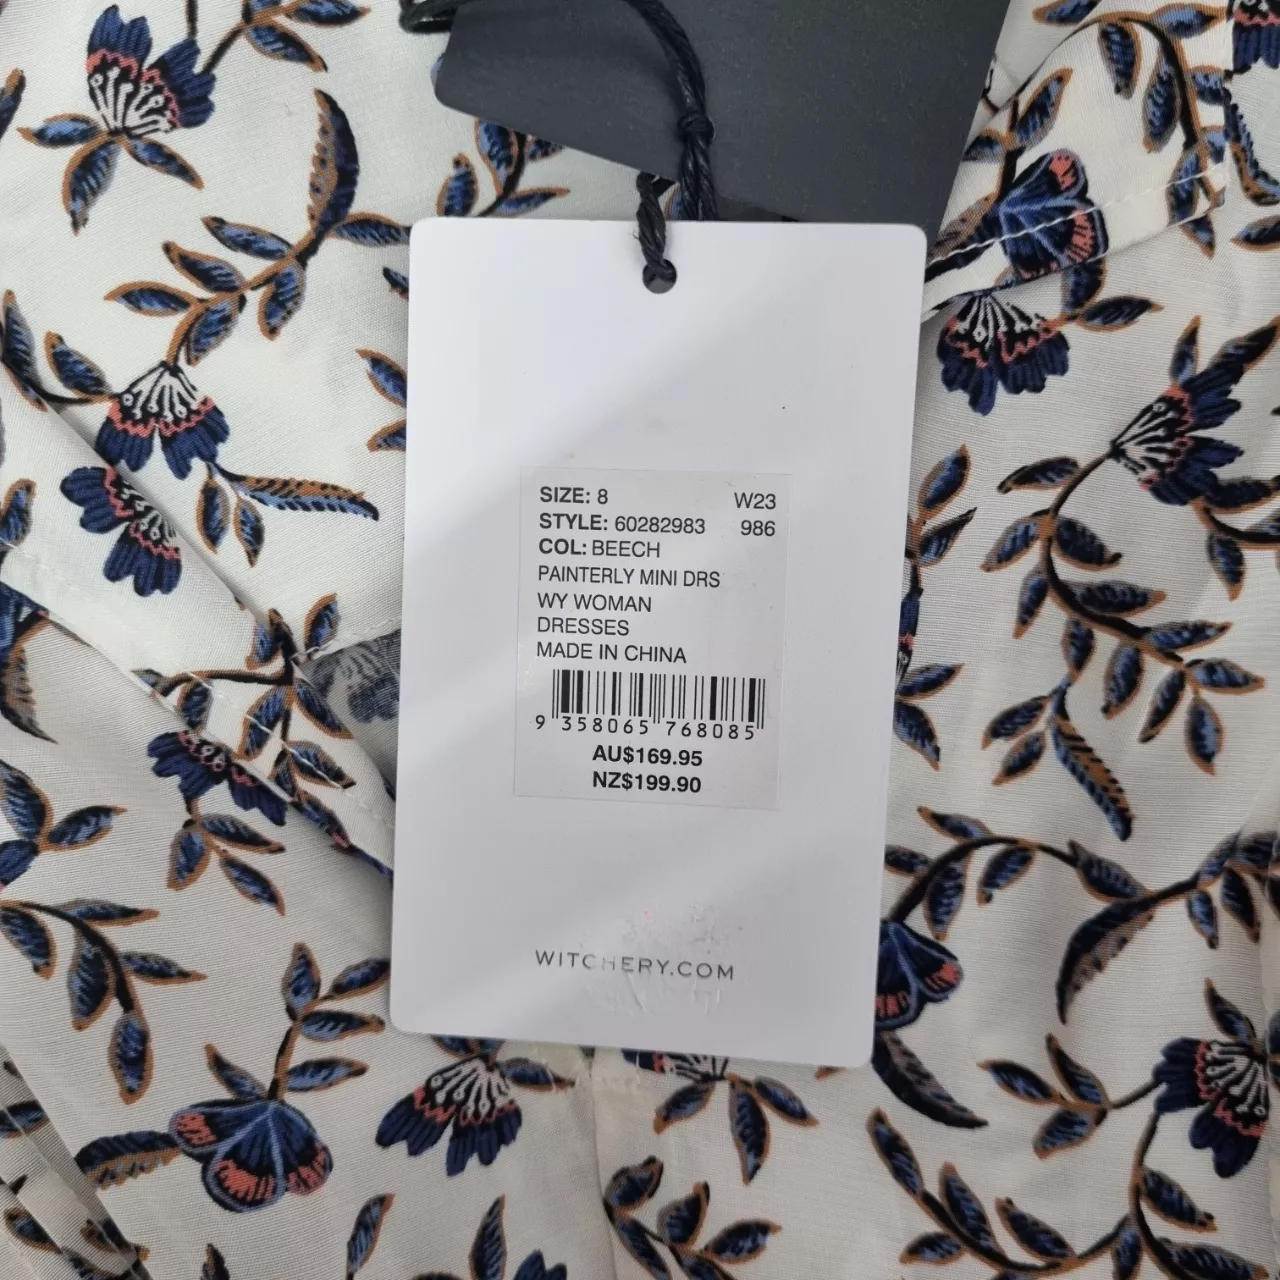 SIZE: 8 W23
STYLE: 60282983 986
COL: BEECH
PAINTERLY MINI DRS
WY WOMAN
DRESSES
MADE IN CHINA
9 358065 768085
AU$169.95
NZ$199.90
WITCHERY.COM